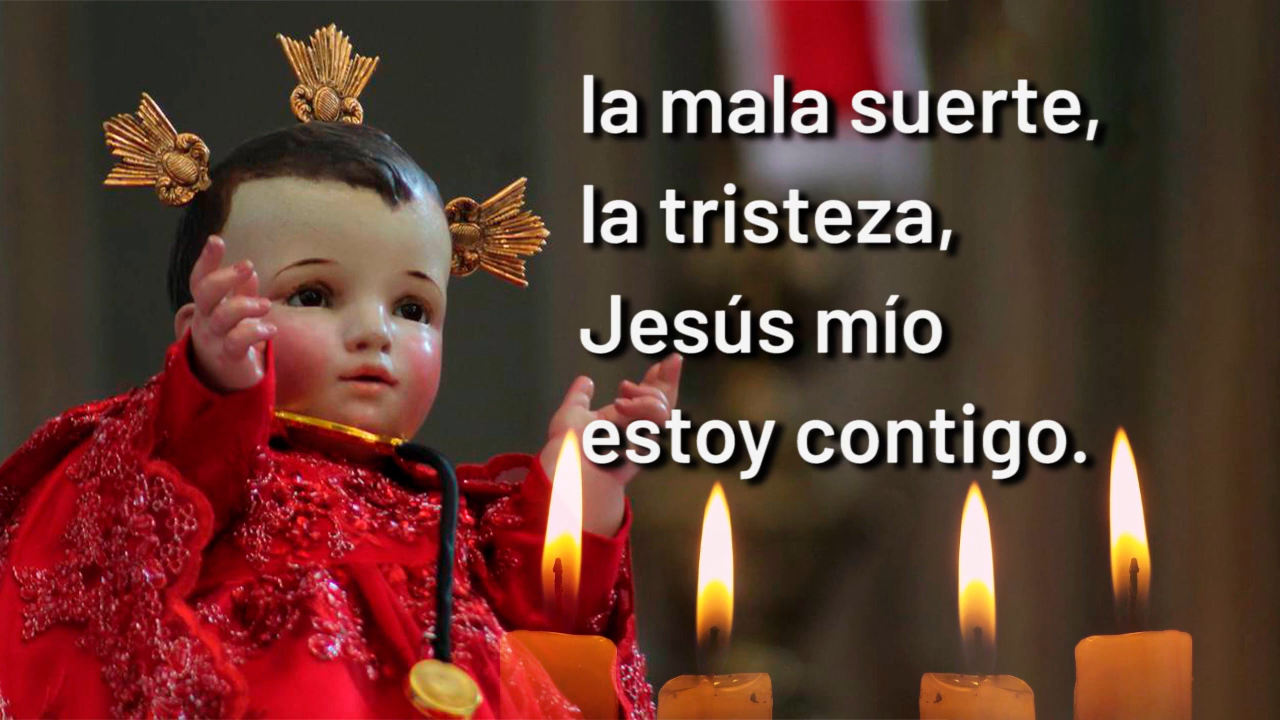 la mala suerte,
la tristeza,
Jesús mío
estoy contigo.